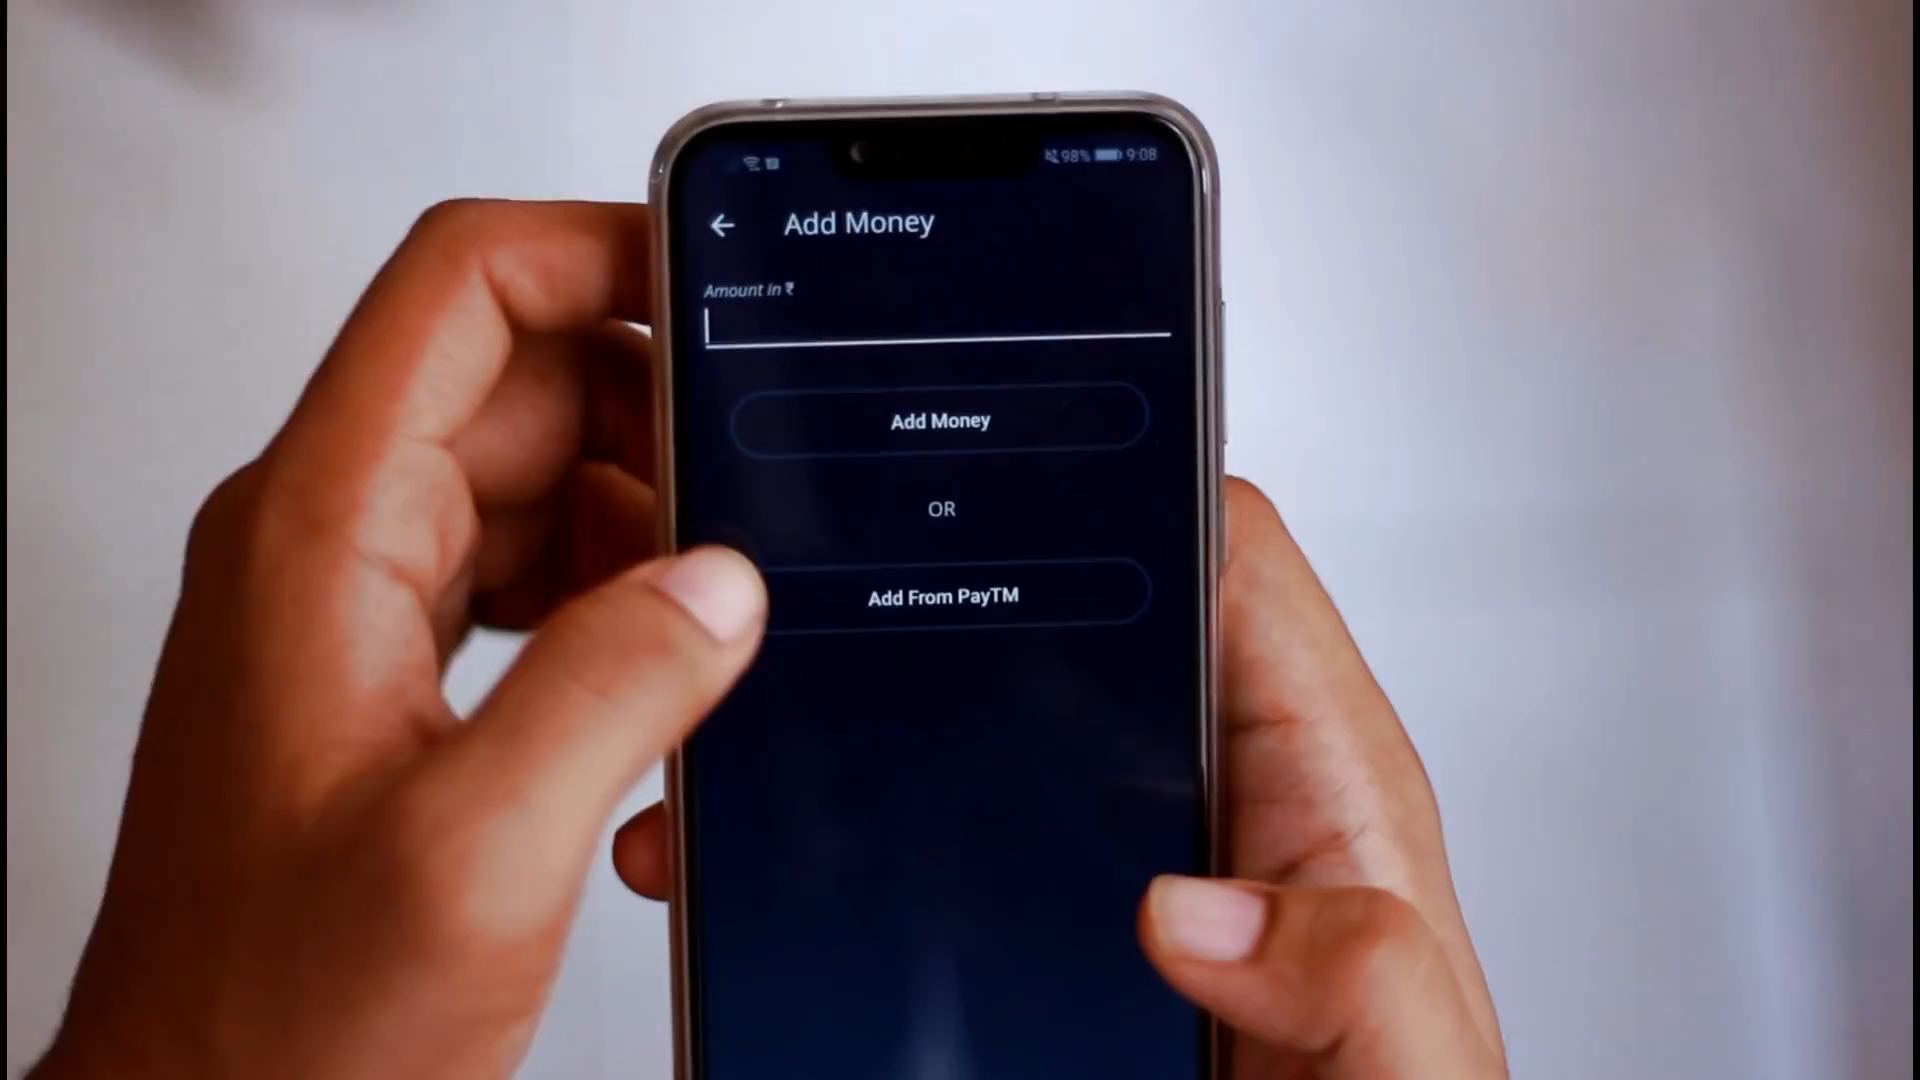 98% 9:08
Add Money
Amount in ₹
Add Money
OR
Add From PayTM